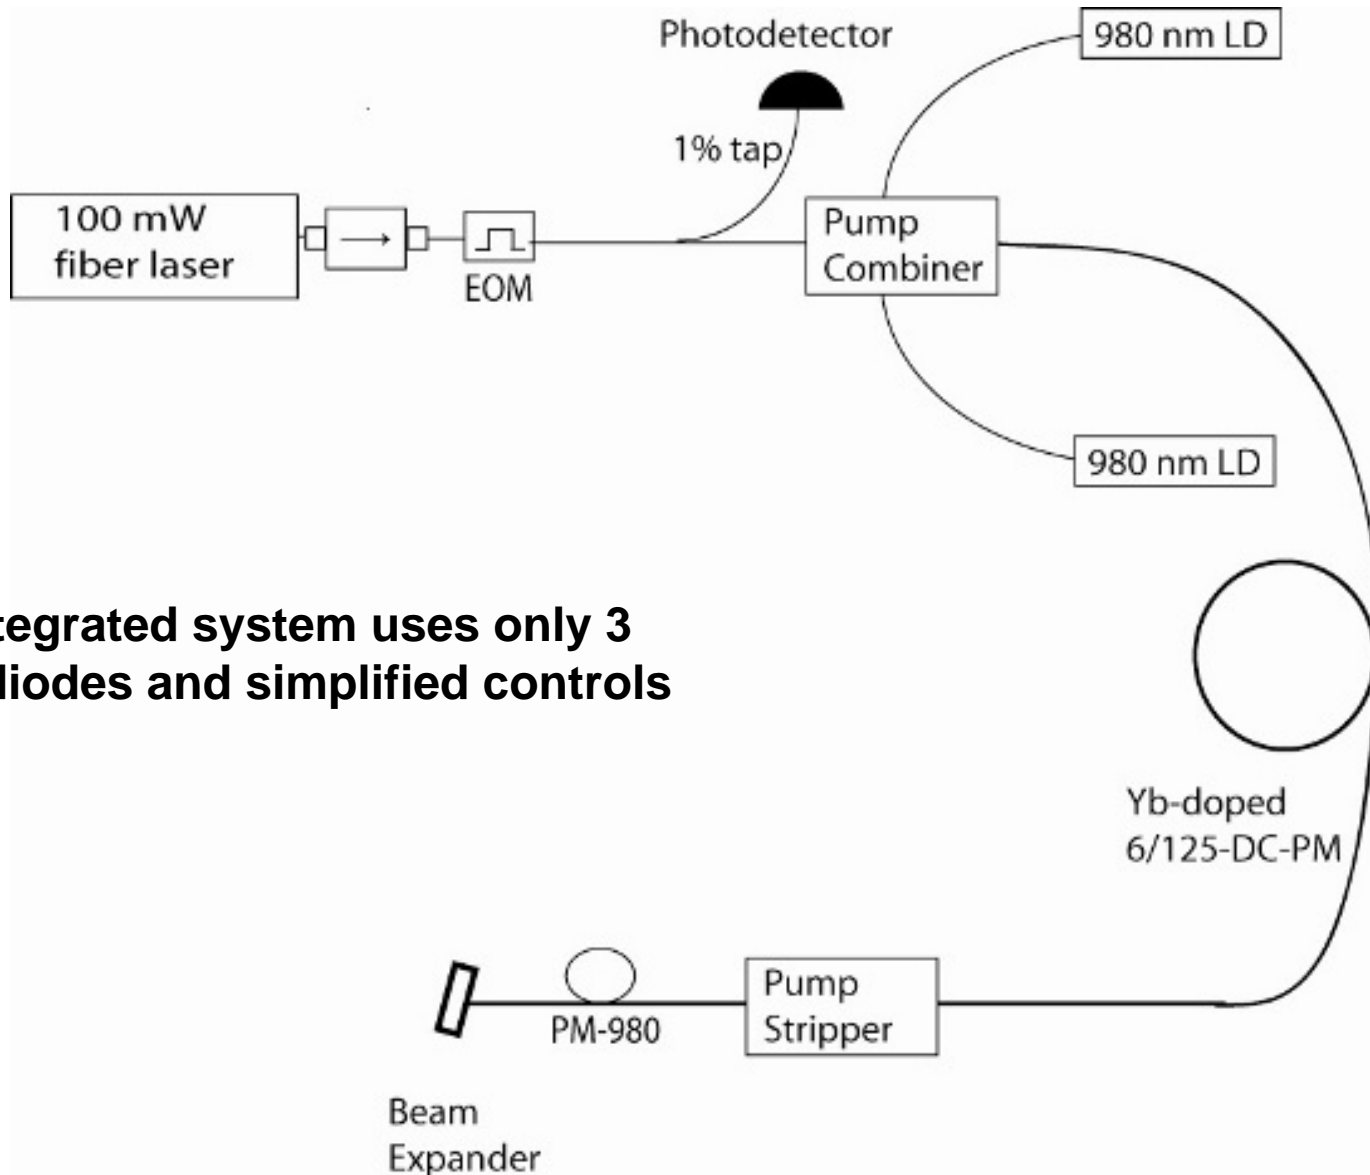 Photodetector
980 nm LD
1% tap
100 mW
fiber laser
EOM
Pump
Combiner
980 nm LD
tegrated system uses only 3
diodes and simplified controls
Yb-doped
6/125-DC-PM
Pump
Stripper
PM-980
Beam
Expander